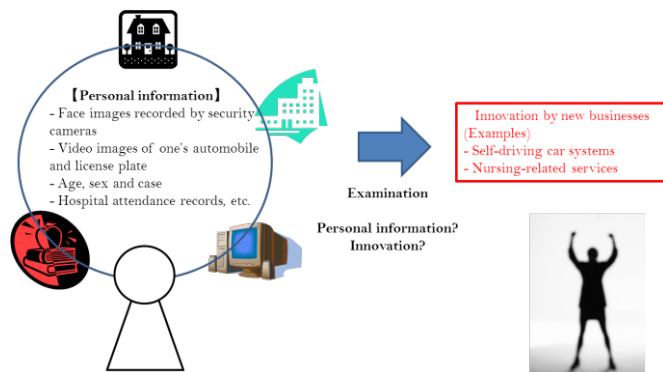 【Personal information】
- Face images recorded by security
cameras
- Video images of one's automobile
and license plate
- Age, sex and case
- Hospital attendance records, etc.
Examination
Personal information?
Innovation?
Innovation by new businesses
(Examples)
- Self-driving car systems
- Nursing-related services